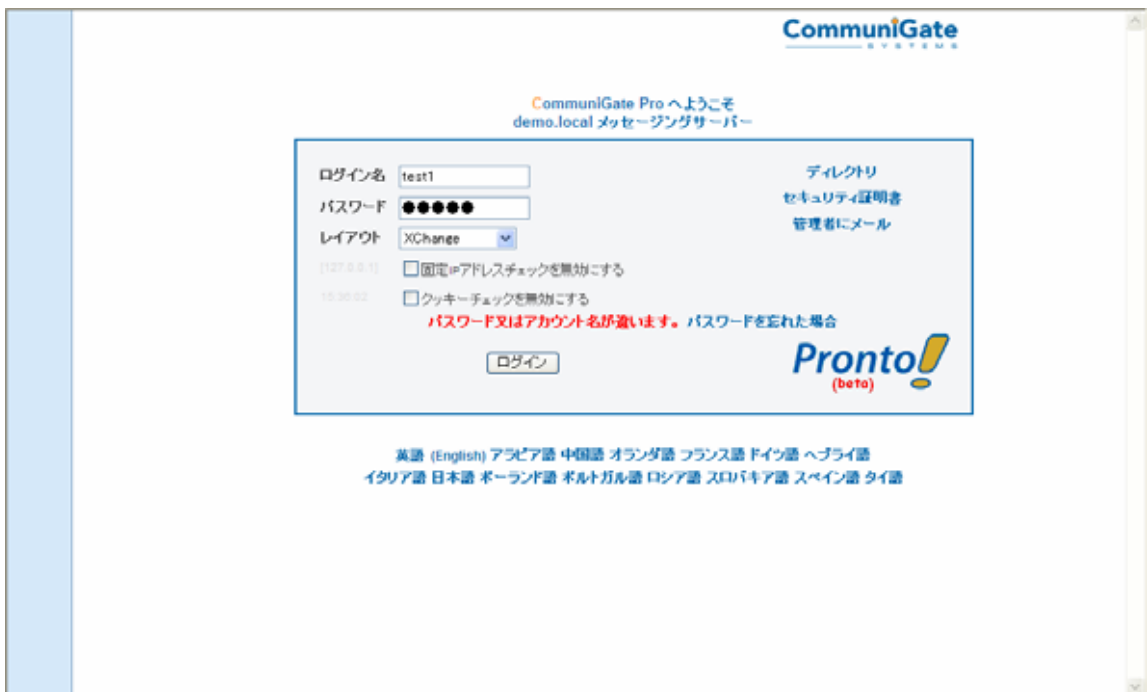 CommuniGate
SYSTEMS
CommuniGate Pro へようこそ
demo.local メッセージングサーバー
ログイン名 test1
パスワード ●●●●●
レイアウト XChange
[127.0.0.1] 固定IPアドレスチェックを無効にする
15:30:02 クッキーチェックを無効にする
パスワード又はアカウント名が違います。パスワードを忘れた場合
ログイン
ディレクトリ
セキュリティ証明書
管理者にメール
Pronto!
(beta)
英語 (English) アラビア語 中国語 オランダ語 フランス語 ドイツ語 ヘブライ語
イタリア語 日本語 ポーランド語 ポルトガル語 ロシア語 スロバキア語 スペイン語 タイ語